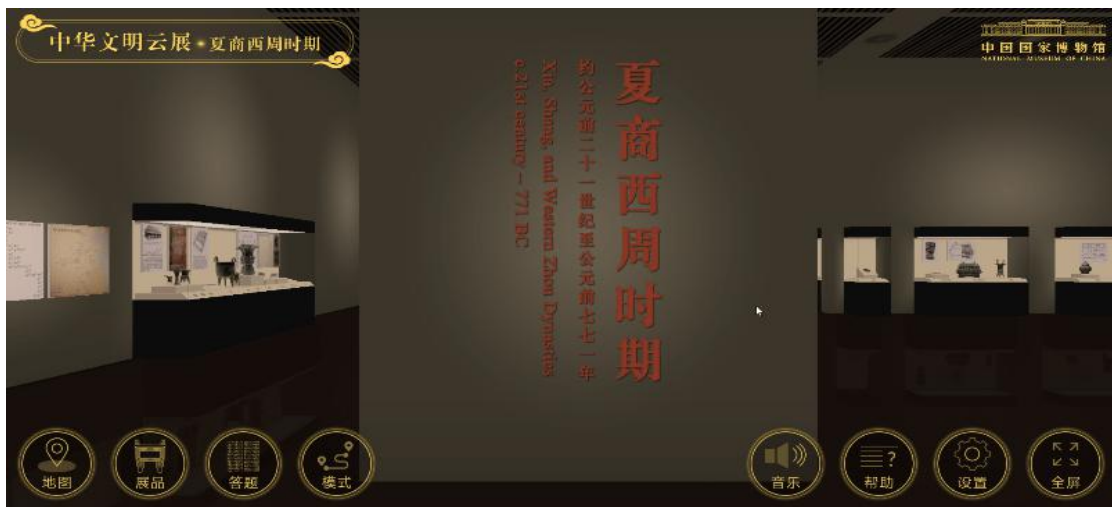 中华文明云展·夏商西周时期
中国国家博物馆
NATIONAL MUSEUM OF CHINA
夏商西周时期
约公元前二十一世纪至公元前七七一年
Xia, Shang, and Western Zhou Dynasties
c.21st century – 771 BC
地图
展品
答题
模式
音乐
帮助
设置
全屏